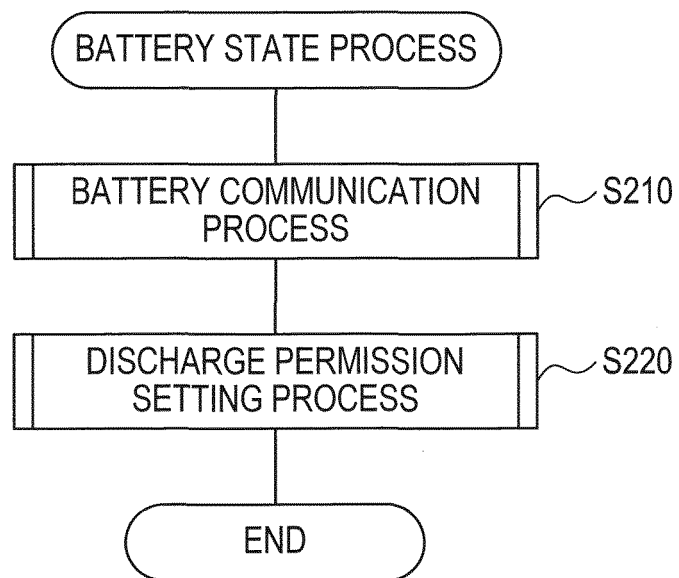 BATTERY STATE PROCESS
BATTERY COMMUNICATION
PROCESS
S210
DISCHARGE PERMISSION
SETTING PROCESS
S220
END